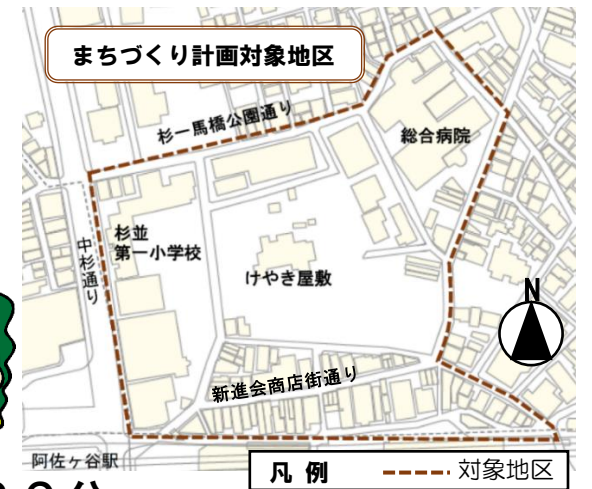 まちづくり計画対象地区
杉一馬橋公園通り
総合病院
杉並
第一小学校
中杉通り
けやき屋敷
N
新進会商店街通り
阿佐ヶ谷駅
凡例
対象地区